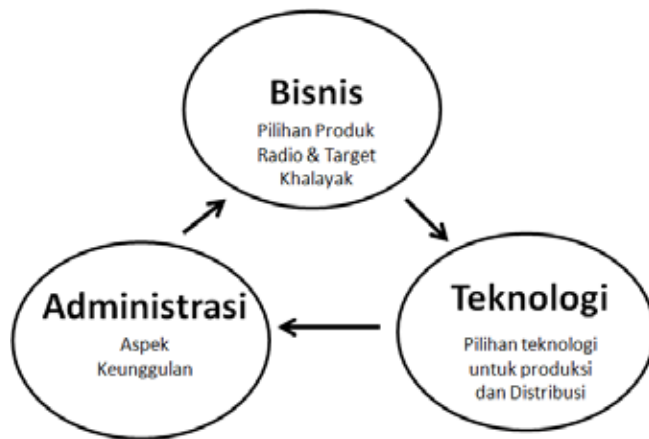 Bisnis
Pilihan Produk
Radio & Target
Khalayak
Administrasi
Aspek
Keunggulan
Teknologi
Pilihan teknologi
untuk produksi
dan Distribusi